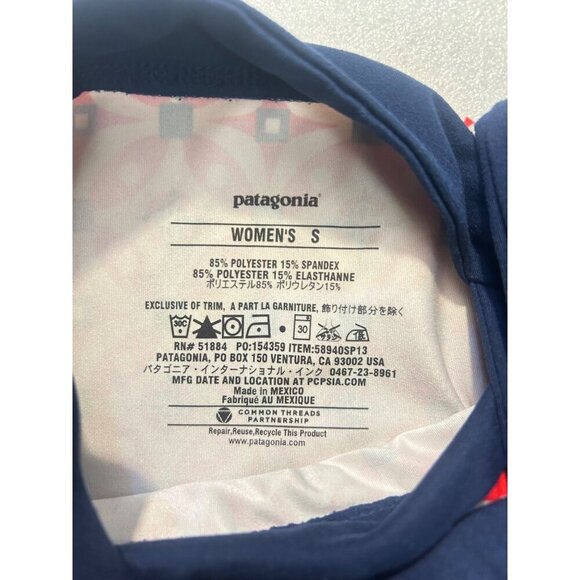 patagonia®
WOMEN'S S
85% POLYESTER 15% SPANDEX
85% POLYESTER 15% ELASTHANNE
ポリエステル85% ポリウレタン15%
EXCLUSIVE OF TRIM, A PART LA GARNITURE, 飾り付け部分を除く
30C 30
RN# 51884 PO:154359 ITEM:58940SP13
PATAGONIA, PO BOX 150 VENTURA, CA 93002 USA
パタゴニア・インターナショナル・インク 0467-23-8961
MFG DATE AND LOCATION AT PCPSIA.COM
Made in MEXICO
Fabriqué AU MEXIQUE
COMMON THREADS
PARTNERSHIP
Repair,Reuse,Recycle This Product
www.patagonia.com